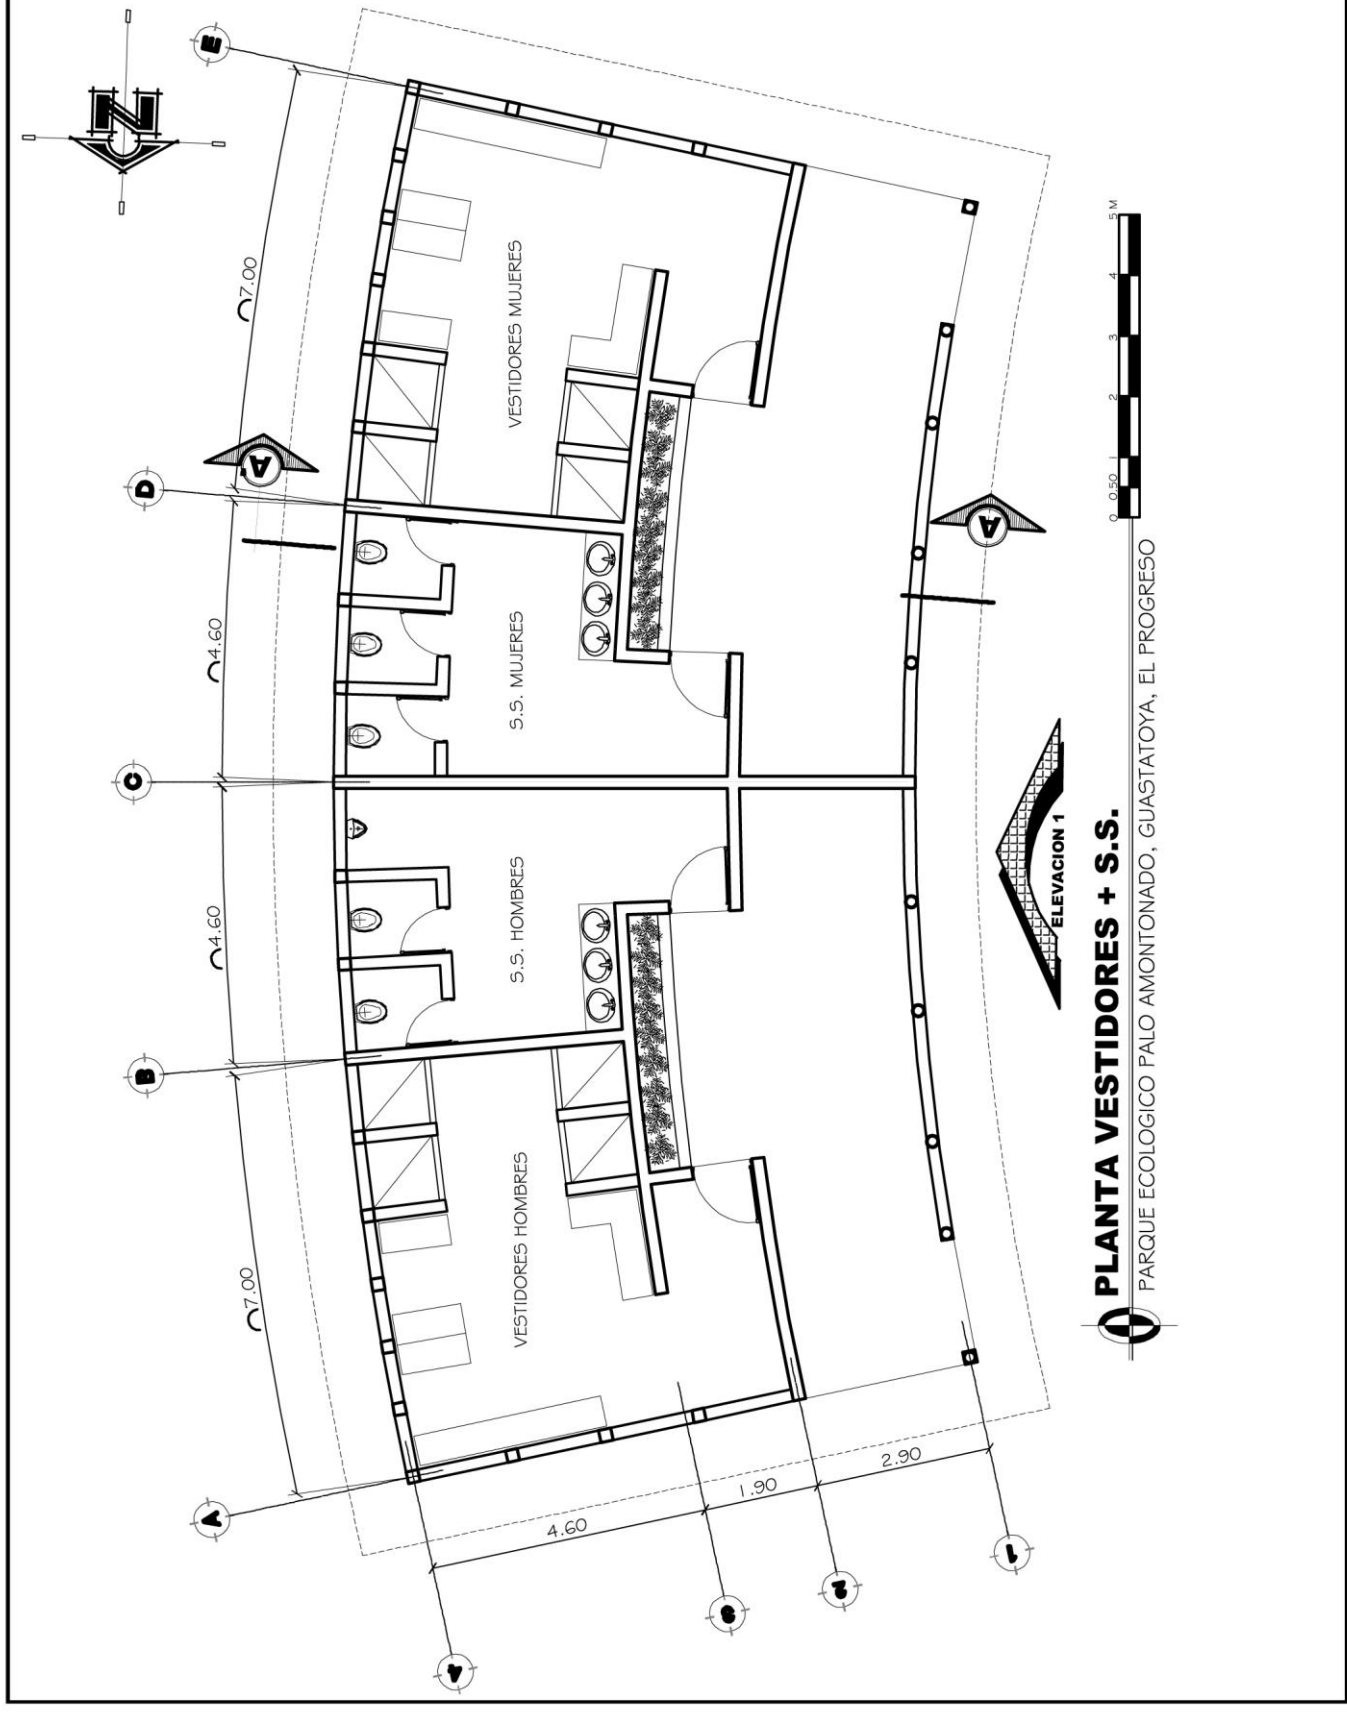 N
A
B
C
D
E
7.00
4.60
4.60
7.00
A'
VESTIDORES HOMBRES
S.S. HOMBRES
S.S. MUJERES
VESTIDORES MUJERES
4
3
2
1
4.60
1.90
2.90
A
ELEVACION 1
PLANTA VESTIDORES + S.S.
PARQUE ECOLOGICO PALO AMONTONADO, GUASTATOYA, EL PROGRESO
0 0.50 1 2 3 4 5 M